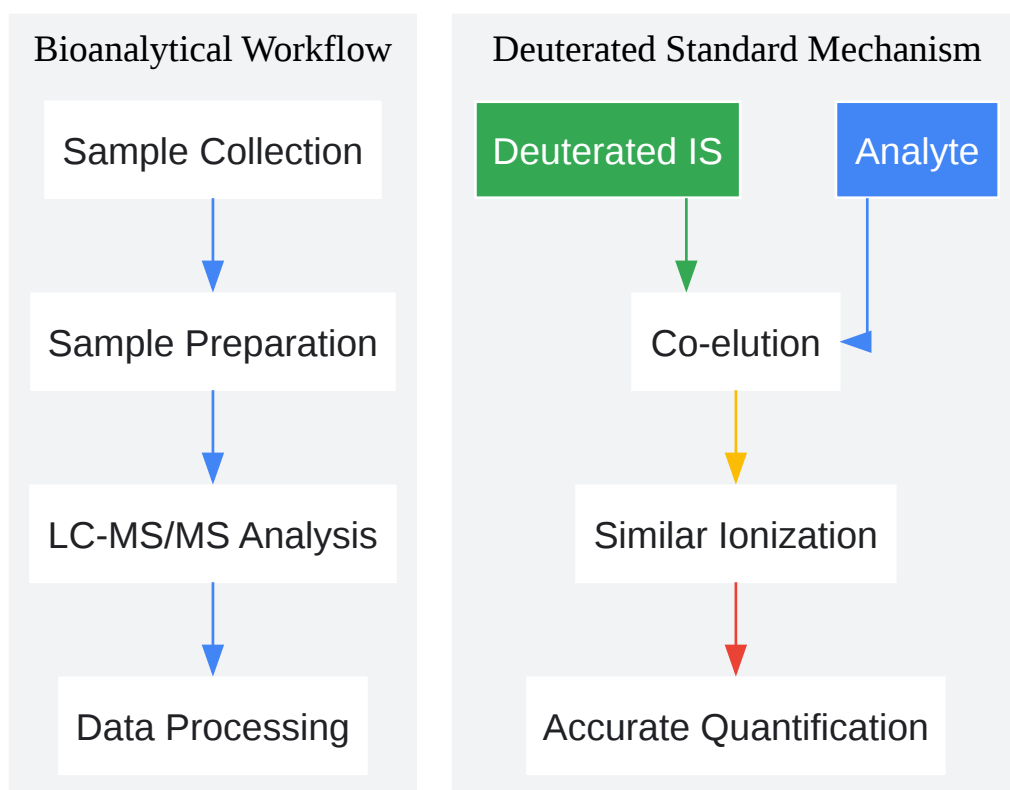 Bioanalytical Workflow
Sample Collection
Sample Preparation
LC-MS/MS Analysis
Data Processing
Deuterated Standard Mechanism
Deuterated IS
Analyte
Co-elution
Similar Ionization
Accurate Quantification